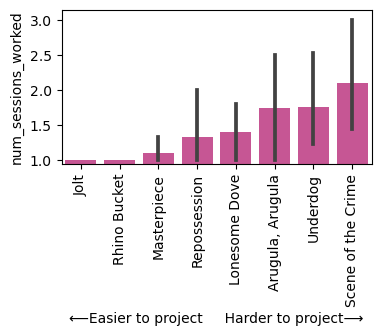 num_sessions_worked
3.0
2.5
2.0
1.5
1.0
Jolt
Rhino Bucket
Masterpiece
Repossession
Lonesome Dove
Arugula, Arugula
Underdog
Scene of the Crime
⟵Easier to project Harder to project⟶